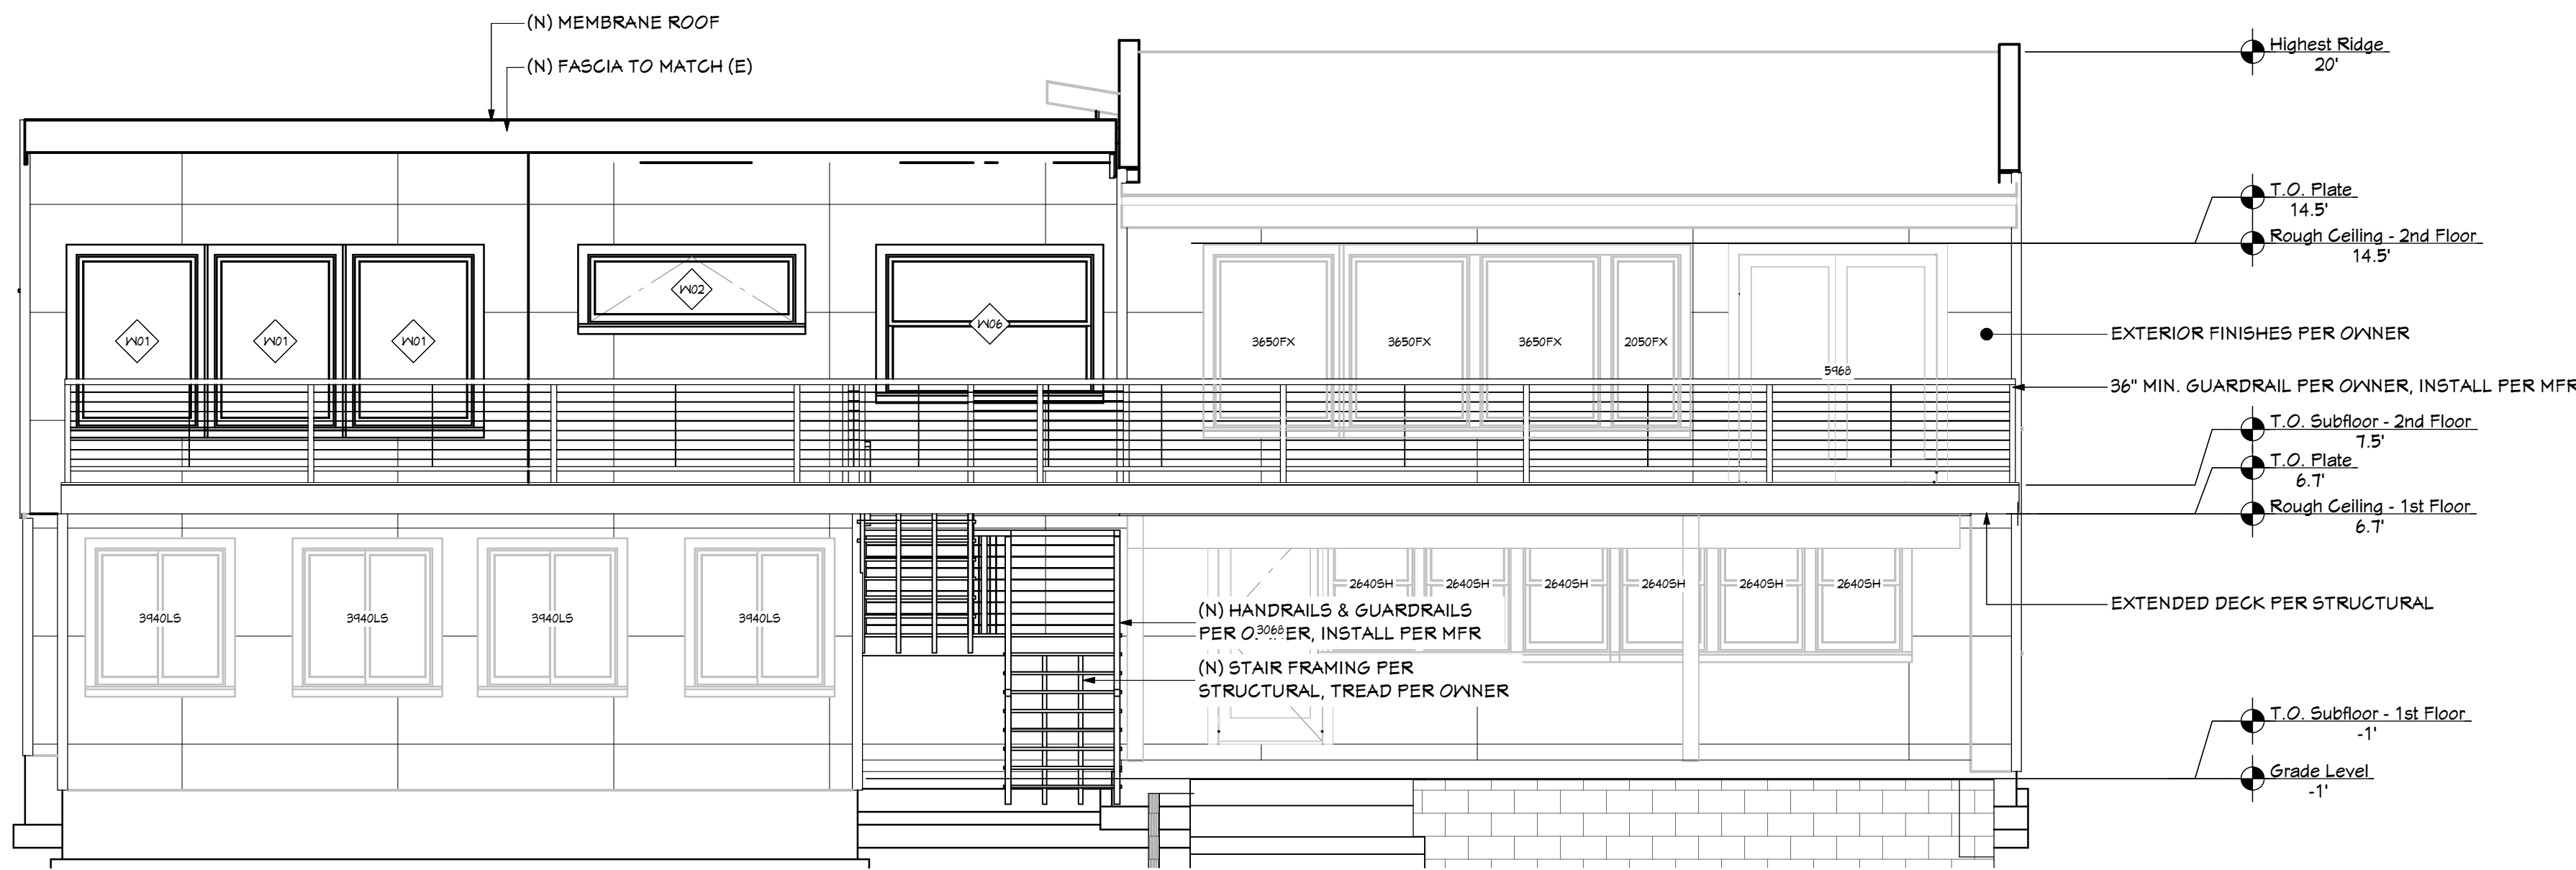 (N) MEMBRANE ROOF
(N) FASCIA TO MATCH (E)
Highest Ridge
20'
T.O. Plate
14.5'
Rough Ceiling - 2nd Floor
14.5'
W01
W01
W01
W02
W06
3650FX
3650FX
3650FX
2050FX
5968
EXTERIOR FINISHES PER OWNER
36" MIN. GUARDRAIL PER OWNER, INSTALL PER MFR
T.O. Subfloor - 2nd Floor
7.5'
T.O. Plate
6.7'
Rough Ceiling - 1st Floor
6.7'
3940LS
3940LS
3940LS
3940LS
2640SH
2640SH
2640SH
2640SH
2640SH
2640SH
(N) HANDRAILS & GUARDRAILS
PER O ER, INSTALL PER MFR
3068
(N) STAIR FRAMING PER
STRUCTURAL, TREAD PER OWNER
EXTENDED DECK PER STRUCTURAL
T.O. Subfloor - 1st Floor
-1'
Grade Level
-1'